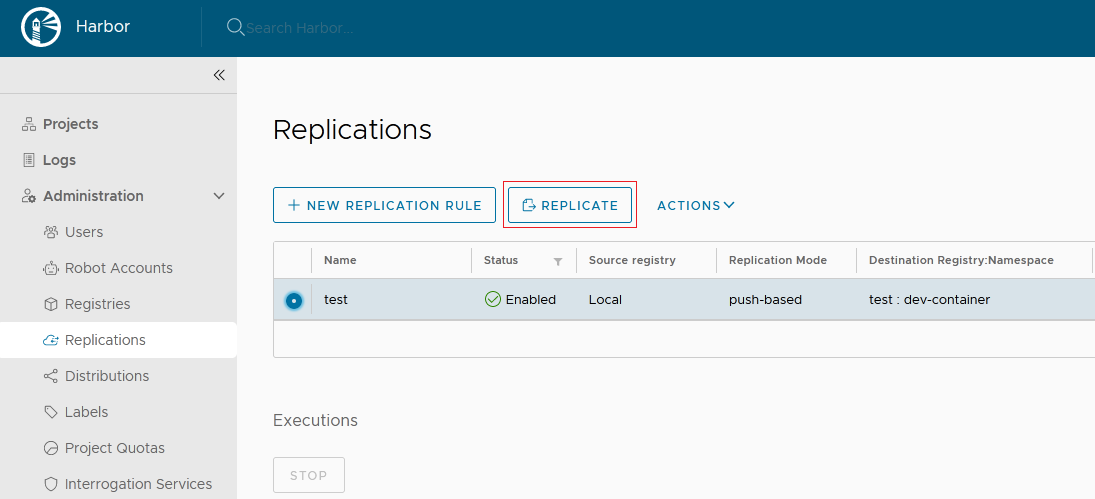 Harbor
Search Harbor...
Projects
Logs
Administration
Users
Robot Accounts
Registries
Replications
Distributions
Labels
Project Quotas
Interrogation Services
Replications
+ NEW REPLICATION RULE REPLICATE ACTIONS
Name Status Source registry Replication Mode Destination Registry:Namespace
test Enabled Local push-based test : dev-container
Executions
STOP